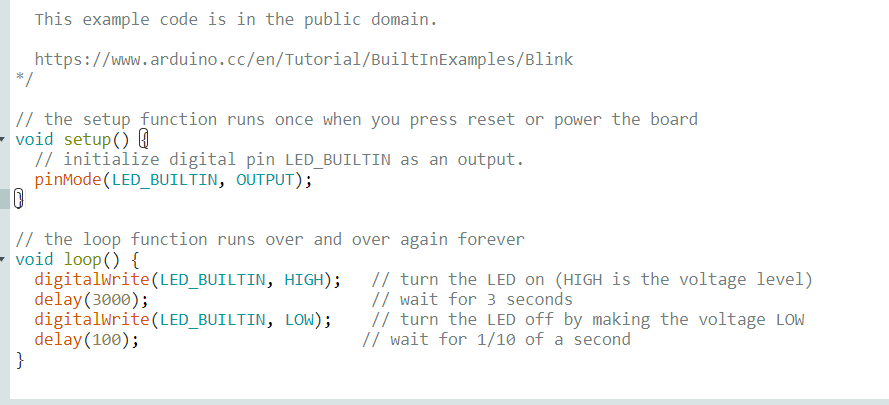 This example code is in the public domain.
https://www.arduino.cc/en/Tutorial/BuiltInExamples/Blink
*/
// the setup function runs once when you press reset or power the board
void setup() {
// initialize digital pin LED_BUILTIN as an output.
pinMode(LED_BUILTIN, OUTPUT);
}
// the loop function runs over and over again forever
void loop() {
digitalWrite(LED_BUILTIN, HIGH);   // turn the LED on (HIGH is the voltage level)
delay(3000);                       // wait for 3 seconds
digitalWrite(LED_BUILTIN, LOW);    // turn the LED off by making the voltage LOW
delay(100);                       // wait for 1/10 of a second
}